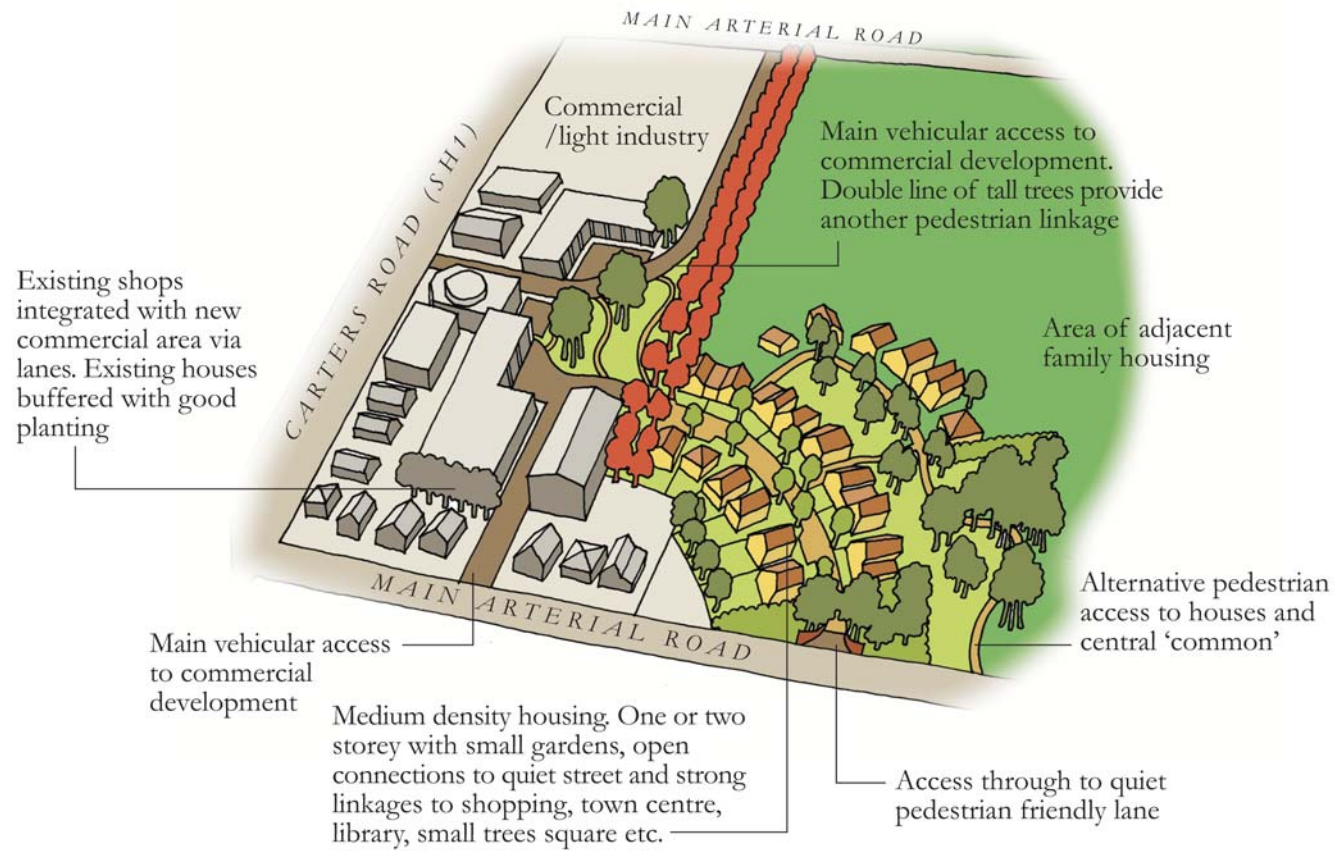 MAIN ARTERIAL ROAD
Commercial
/light industry
Main vehicular access to
commercial development.
Double line of tall trees provide
another pedestrian linkage
CARTERS ROAD (SH1)
Existing shops
integrated with new
commercial area via
lanes. Existing houses
buffered with good
planting
Area of adjacent
family housing
MAIN ARTERIAL ROAD
Alternative pedestrian
access to houses and
central ‘common’
Main vehicular access
to commercial
development
Medium density housing. One or two
storey with small gardens, open
connections to quiet street and strong
linkages to shopping, town centre,
library, small trees square etc.
Access through to quiet
pedestrian friendly lane